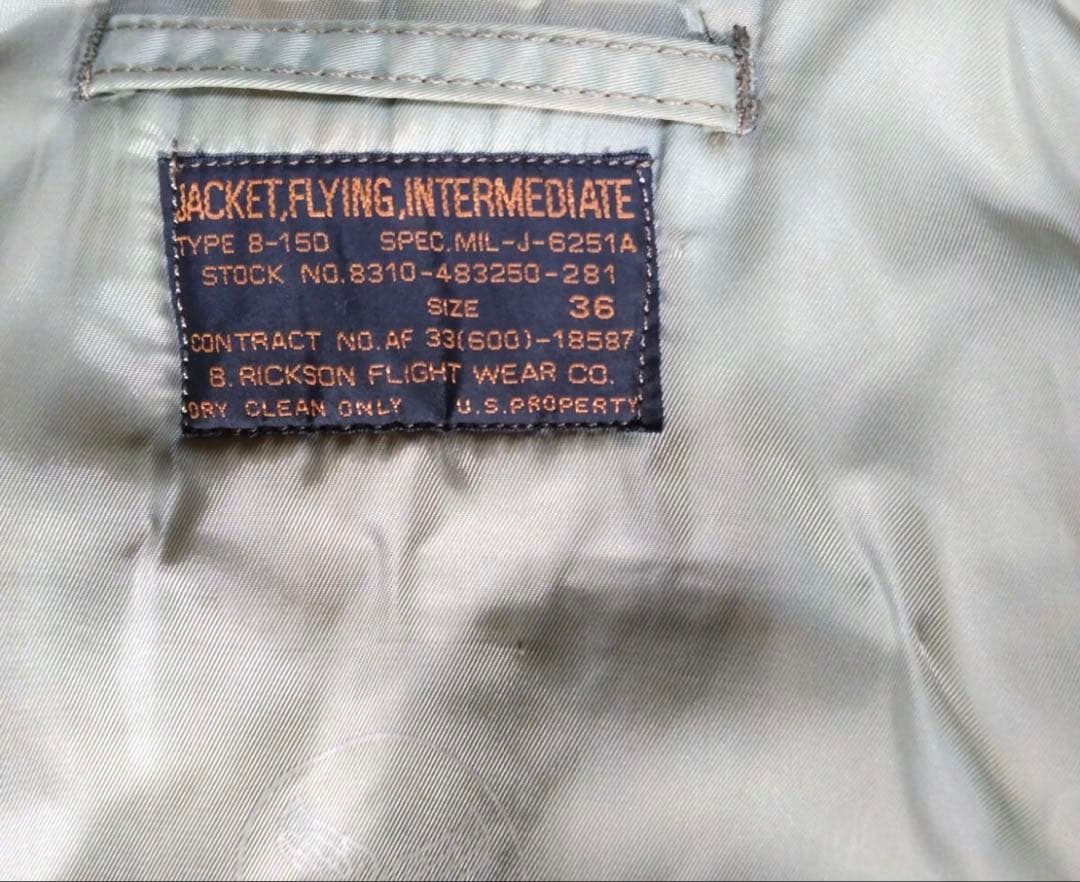 JACKET,FLYING,INTERMEDIATE
TYPE B-15D SPEC.MIL-J-6251A
STOCK NO.8310-483250-281
SIZE 36
CONTRACT NO.AF 33(600)-18587
B.RICKSON FLIGHT WEAR CO.
DRY CLEAN ONLY U.S.PROPERTY